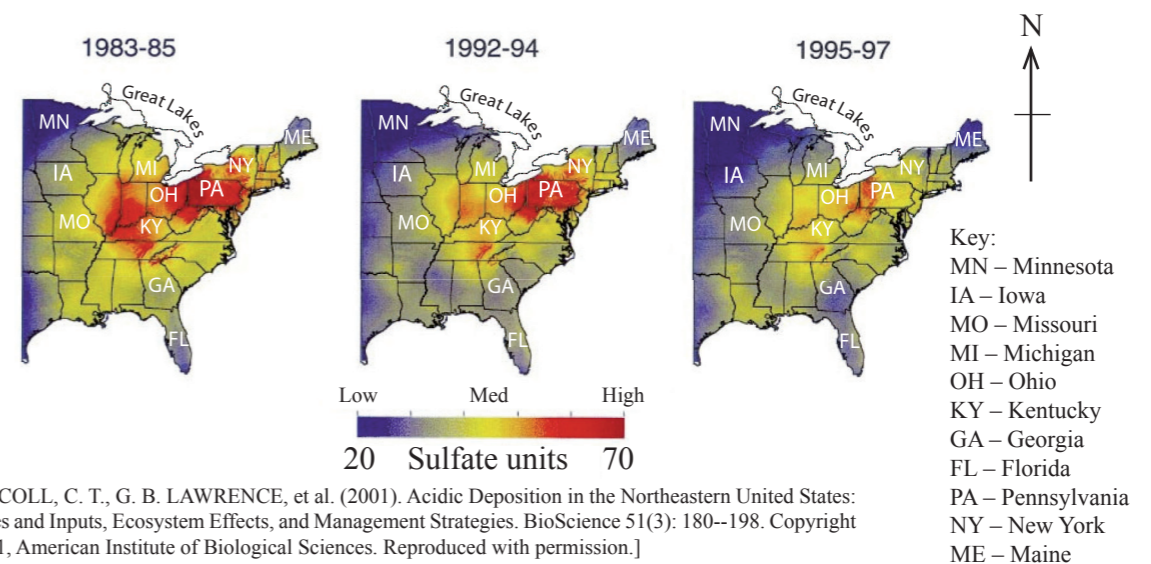 1983-85
1992-94
1995-97
N
Great Lakes
MN
ME
IA
MI
NY
OH
PA
MO
KY
GA
FL
Great Lakes
MN
ME
IA
MI
NY
OH
PA
MO
KY
GA
FL
Great Lakes
MN
ME
IA
MI
NY
OH
PA
MO
KY
GA
FL
Low Med High
20 Sulfate units 70
Key:
MN – Minnesota
IA – Iowa
MO – Missouri
MI – Michigan
OH – Ohio
KY – Kentucky
GA – Georgia
FL – Florida
PA – Pennsylvania
NY – New York
ME – Maine
COLL, C. T., G. B. LAWRENCE, et al. (2001). Acidic Deposition in the Northeastern United States:
es and Inputs, Ecosystem Effects, and Management Strategies. BioScience 51(3): 180--198. Copyright
1, American Institute of Biological Sciences. Reproduced with permission.]